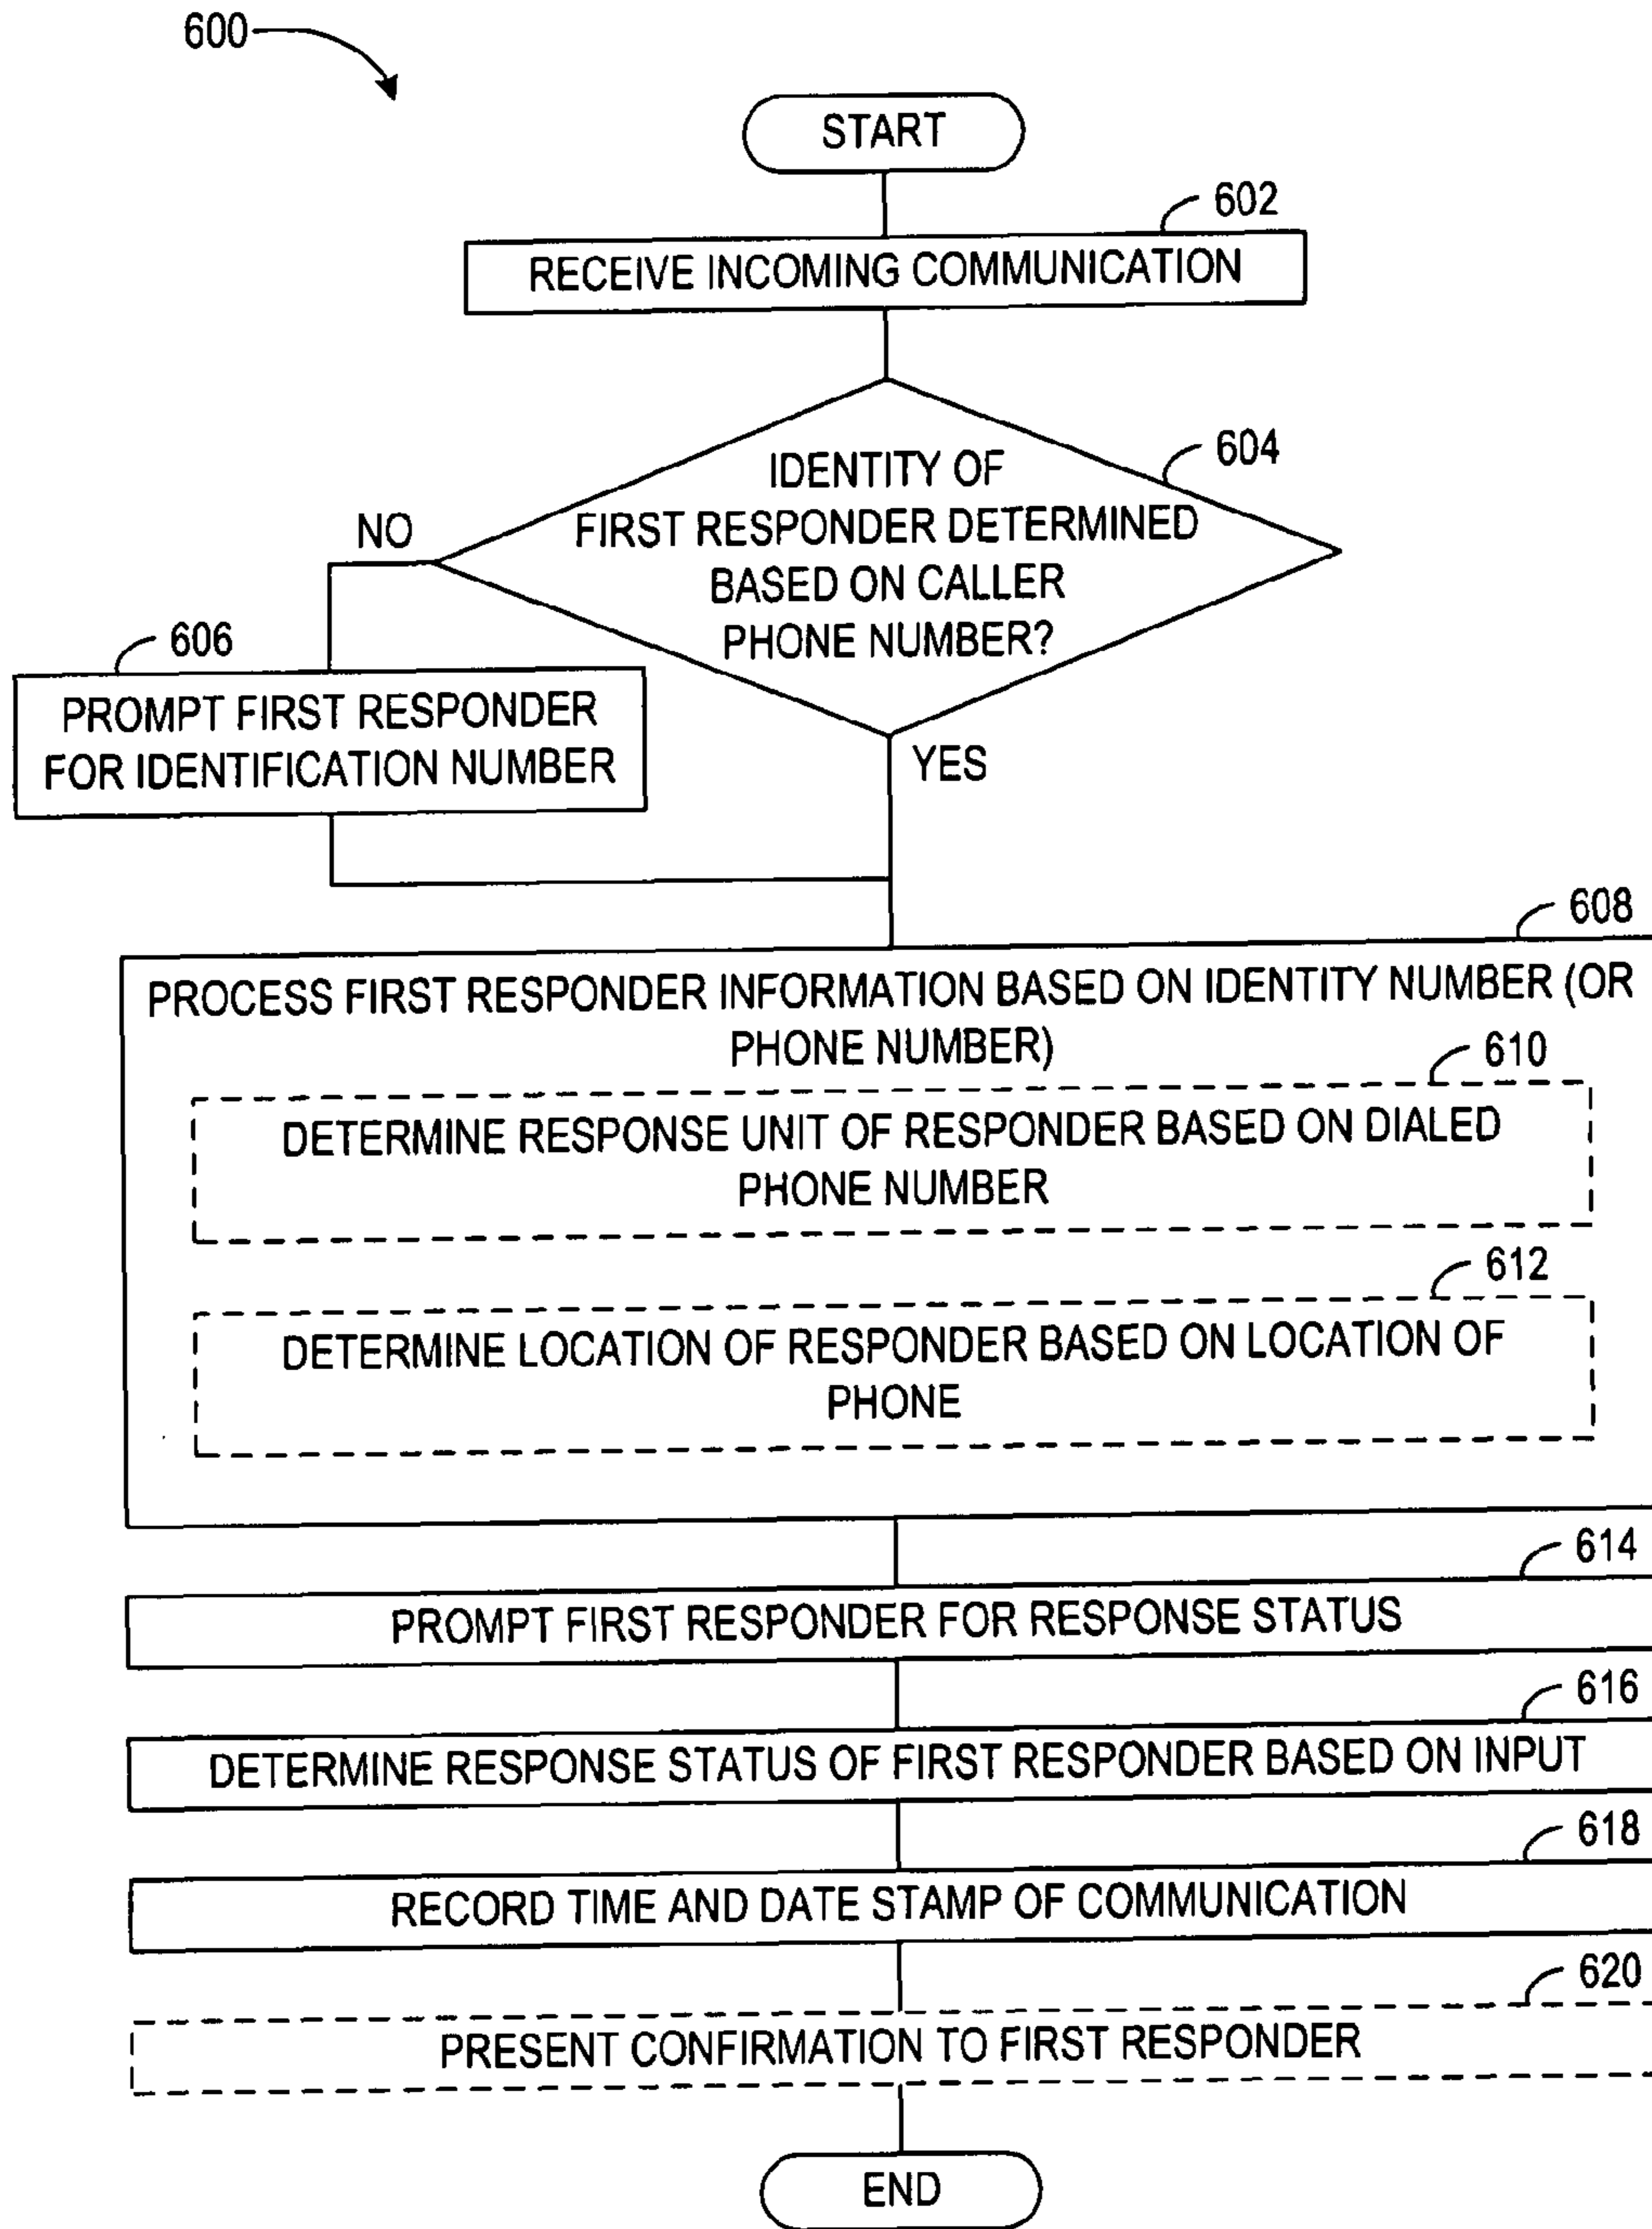 600
START
602
RECEIVE INCOMING COMMUNICATION
604
IDENTITY OF
FIRST RESPONDER DETERMINED
BASED ON CALLER
PHONE NUMBER?
NO
606
PROMPT FIRST RESPONDER
FOR IDENTIFICATION NUMBER
YES
608
PROCESS FIRST RESPONDER INFORMATION BASED ON IDENTITY NUMBER (OR
PHONE NUMBER)
610
DETERMINE RESPONSE UNIT OF RESPONDER BASED ON DIALED
PHONE NUMBER
612
DETERMINE LOCATION OF RESPONDER BASED ON LOCATION OF
PHONE
614
PROMPT FIRST RESPONDER FOR RESPONSE STATUS
616
DETERMINE RESPONSE STATUS OF FIRST RESPONDER BASED ON INPUT
618
RECORD TIME AND DATE STAMP OF COMMUNICATION
620
PRESENT CONFIRMATION TO FIRST RESPONDER
END